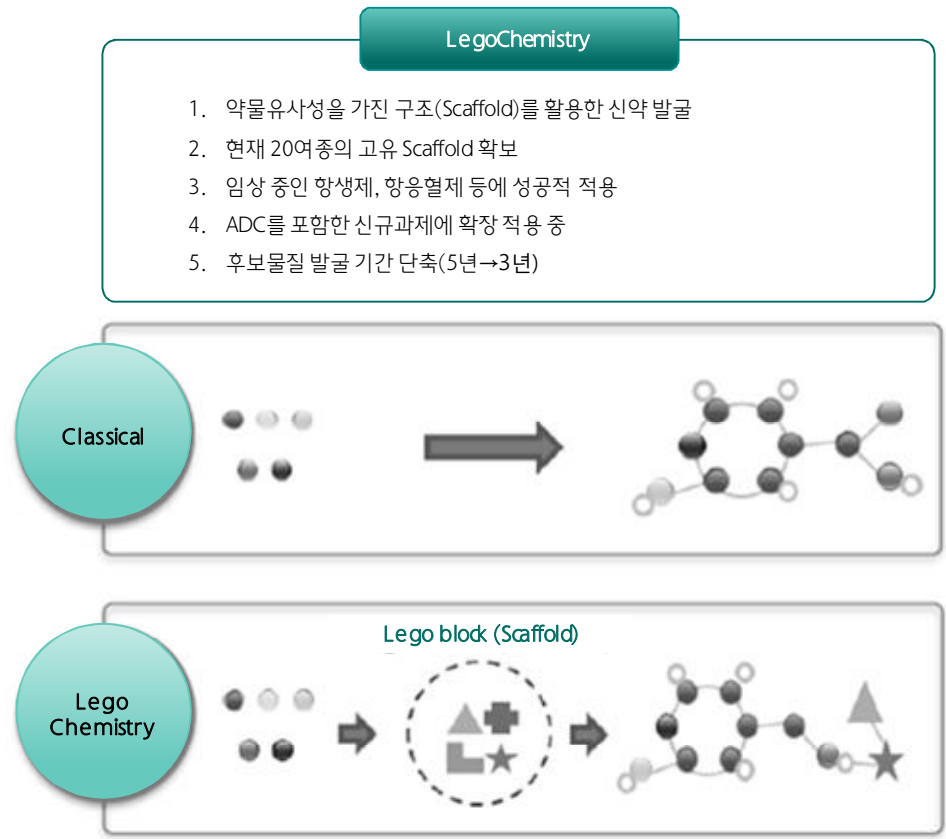 LegoChemistry
1. 약물유사성을 가진 구조(Scaffold)를 활용한 신약 발굴
2. 현재 20여종의 고유 Scaffold 확보
3. 임상 중인 항생제, 항응혈제 등에 성공적 적용
4. ADC를 포함한 신규과제에 확장 적용 중
5. 후보물질 발굴 기간 단축(5년→3년)
Classical
Lego block (Scaffold)
Lego
Chemistry